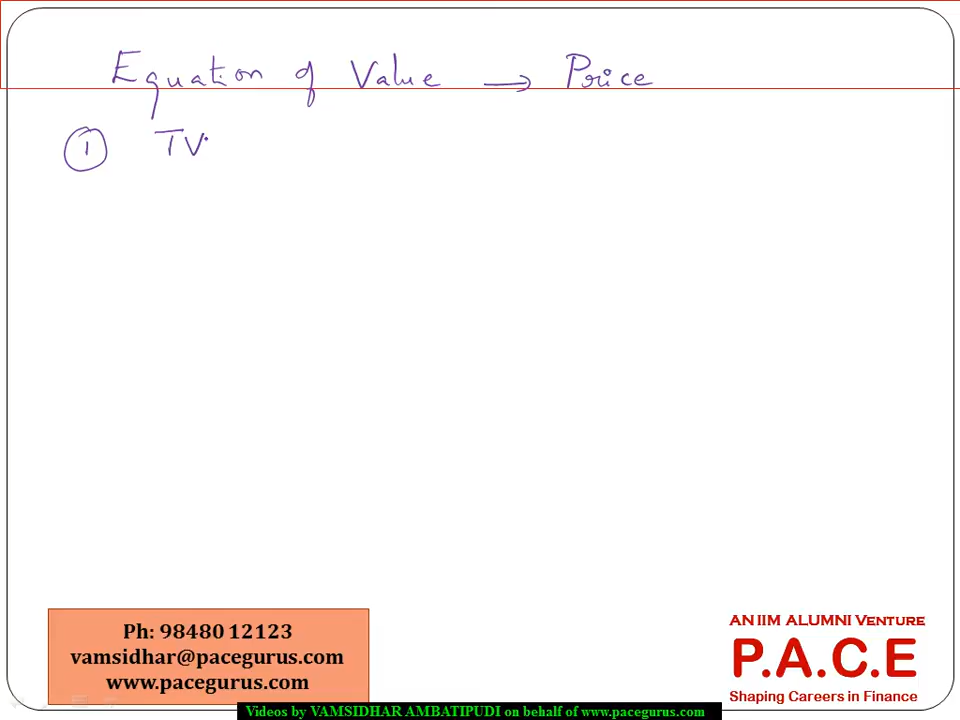 Equation of Value → Price
① TV
Ph: 98480 12123
vamsidhar@pacegurus.com
www.pacegurus.com
AN IIM ALUMNI VENTURE
P.A.C.E
Shaping Careers in Finance
Videos by VAMSIDHAR AMBATIPUDI on behalf of www.pacegurus.com